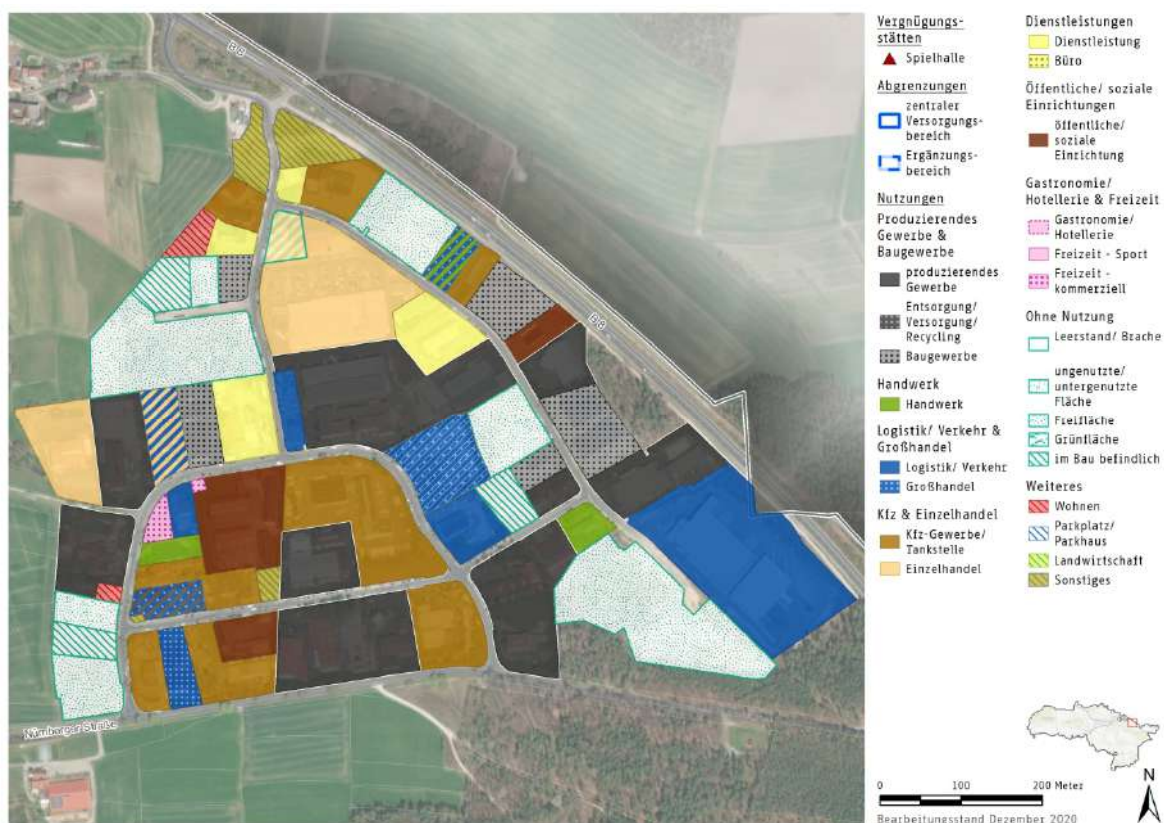 B 8
B 8
Nürnberger Straße
Vergnügungs-
stätten
Spielhalle
Abgrenzungen
zentraler
Versorgungs-
bereich
Ergänzungs-
bereich
Nutzungen
Produzierendes
Gewerbe &
Baugewerbe
produzierendes
Gewerbe
Entsorgung/
Versorgung/
Recycling
Baugewerbe
Handwerk
Handwerk
Logistik/ Verkehr &
Großhandel
Logistik/ Verkehr
Großhandel
Kfz & Einzelhandel
Kfz-Gewerbe/
Tankstelle
Einzelhandel
Dienstleistungen
Dienstleistung
Büro
Öffentliche/ soziale
Einrichtungen
öffentliche/
soziale
Einrichtung
Gastronomie/
Hotellerie & Freizeit
Gastronomie/
Hotellerie
Freizeit - Sport
Freizeit -
kommerziell
Ohne Nutzung
Leerstand/ Brache
ungenutzte/
untergenutzte
Fläche
Freifläche
Grünfläche
im Bau befindlich
Weiteres
Wohnen
Parkplatz/
Parkhaus
Landwirtschaft
Sonstiges
0 100 200 Meter
N
Bearbeitungsstand Dezember 2020